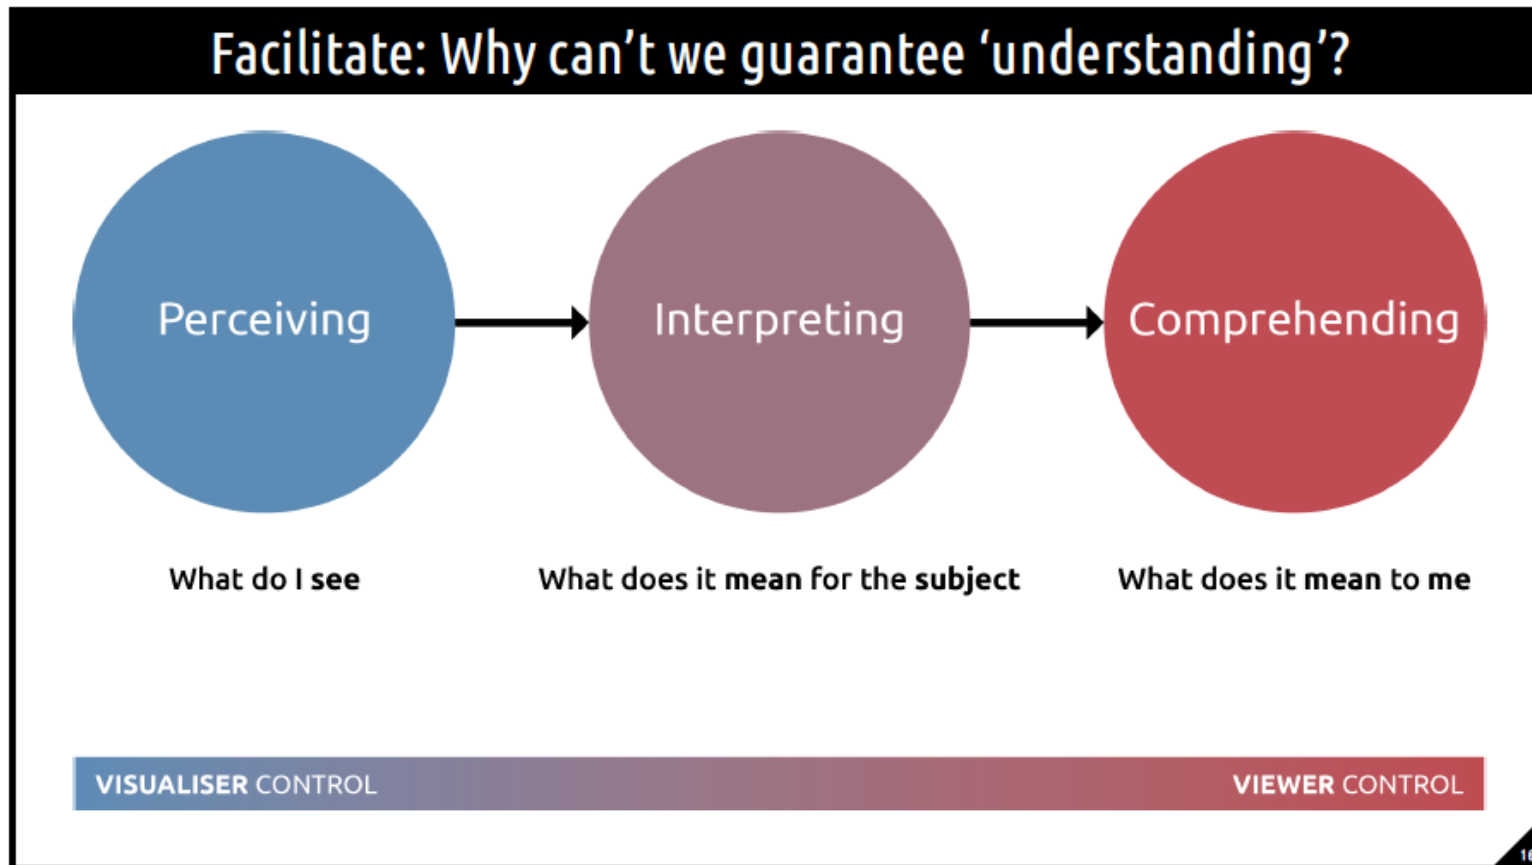 Facilitate: Why can’t we guarantee ‘understanding’?
Perceiving
Interpreting
Comprehending
What do I see
What does it mean for the subject
What does it mean to me
VISUALISER CONTROL
VIEWER CONTROL